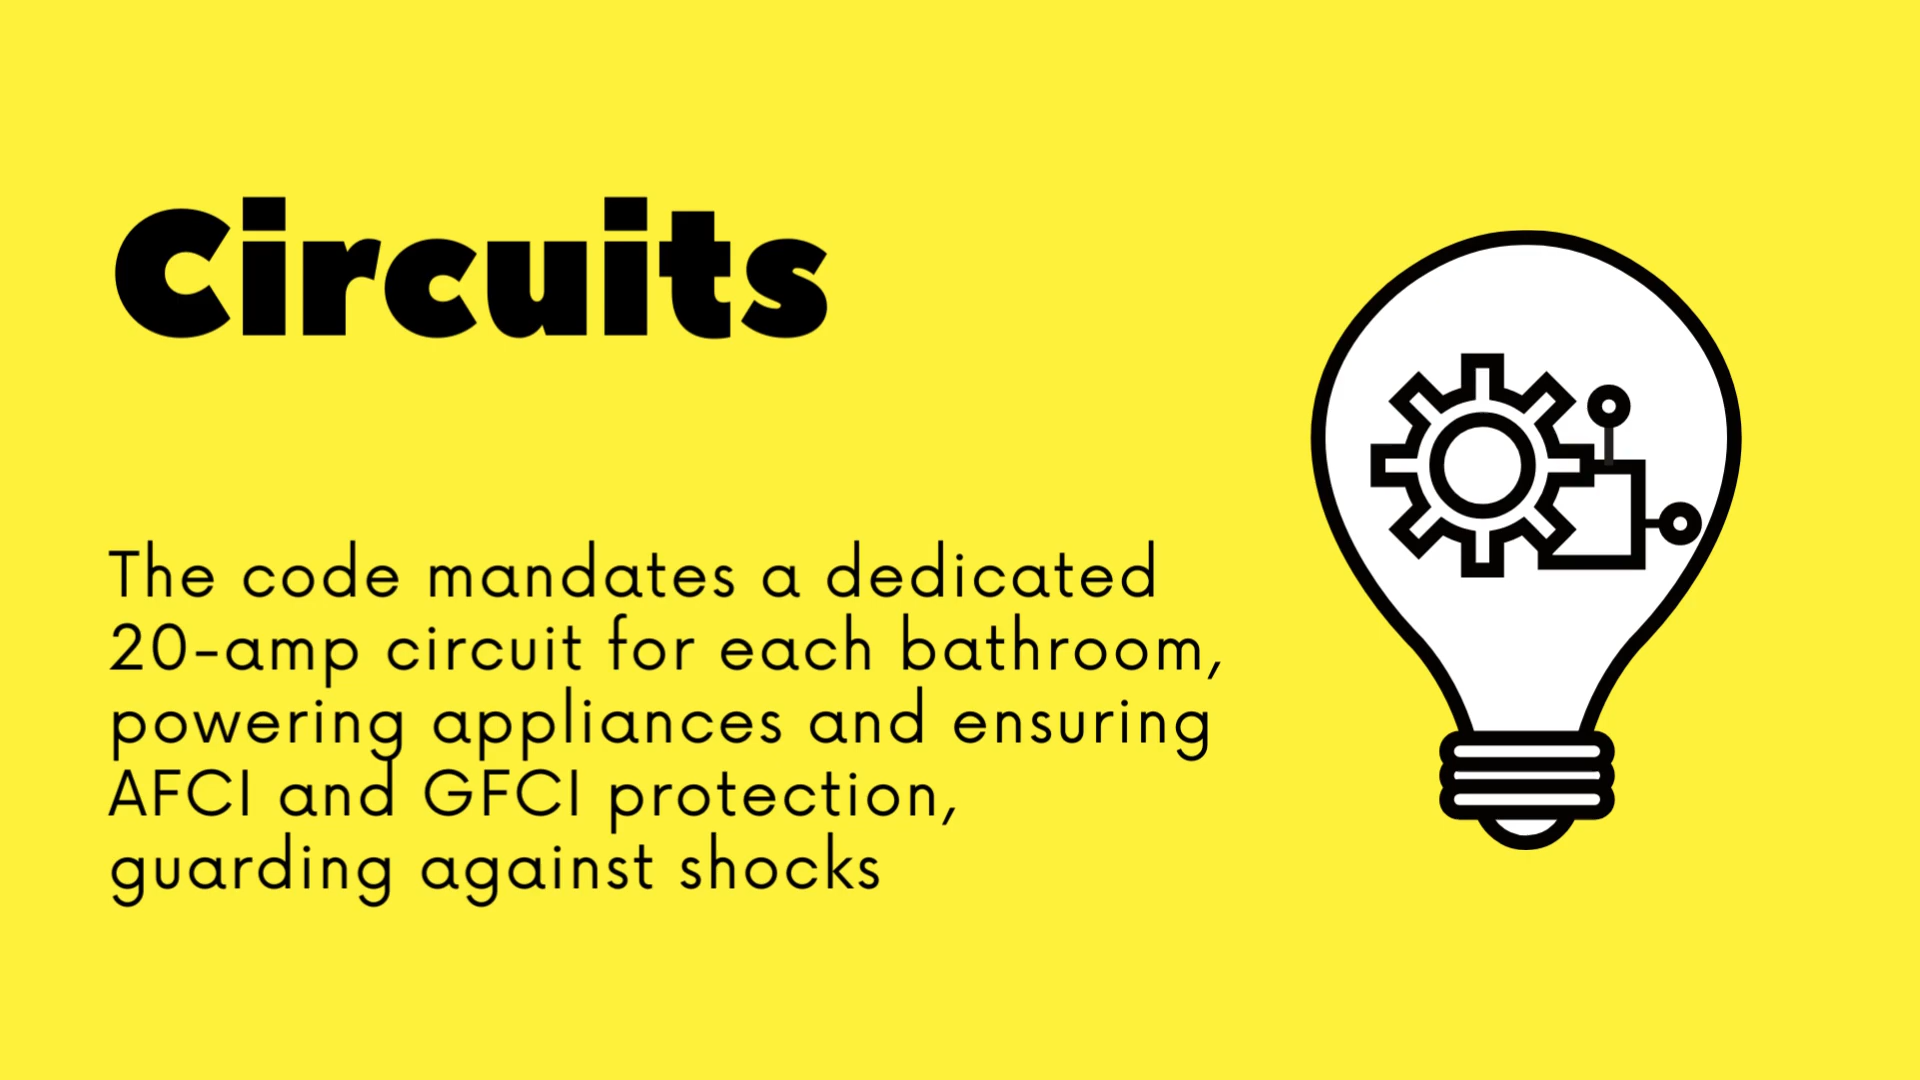 Circuits
The code mandates a dedicated
20-amp circuit for each bathroom,
powering appliances and ensuring
AFCI and GFCI protection,
guarding against shocks